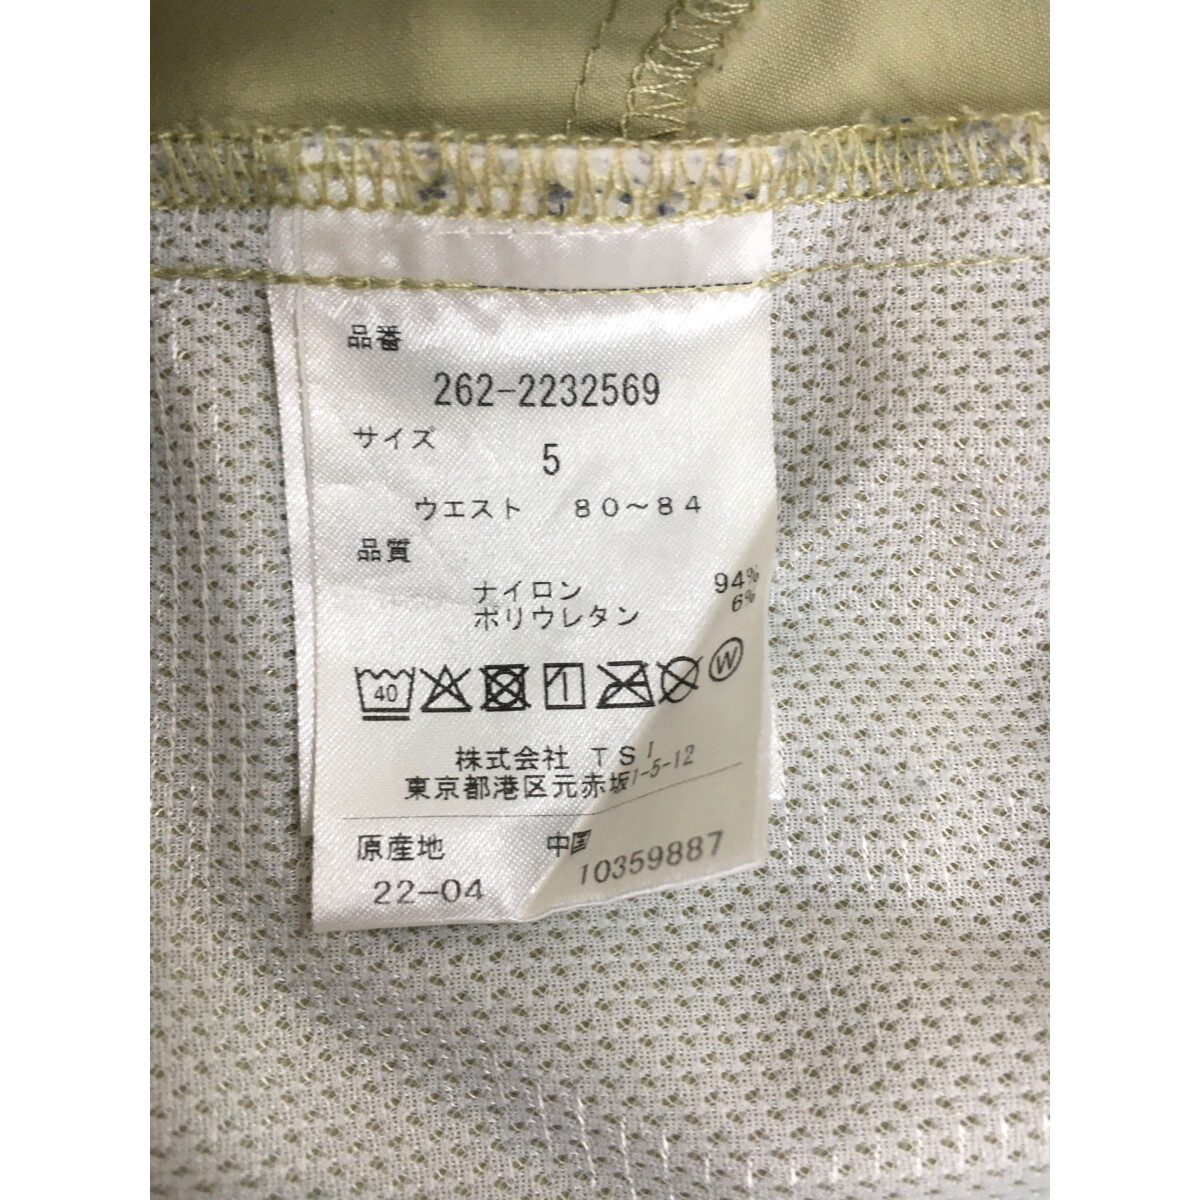 品番
262-2232569
サイズ
5
ウエスト 80〜84
品質
ナイロン 94%
ポリウレタン 6%
40 W
株式会社 TSI
東京都港区元赤坂1-5-12
原産地 中国
22-04 10359887